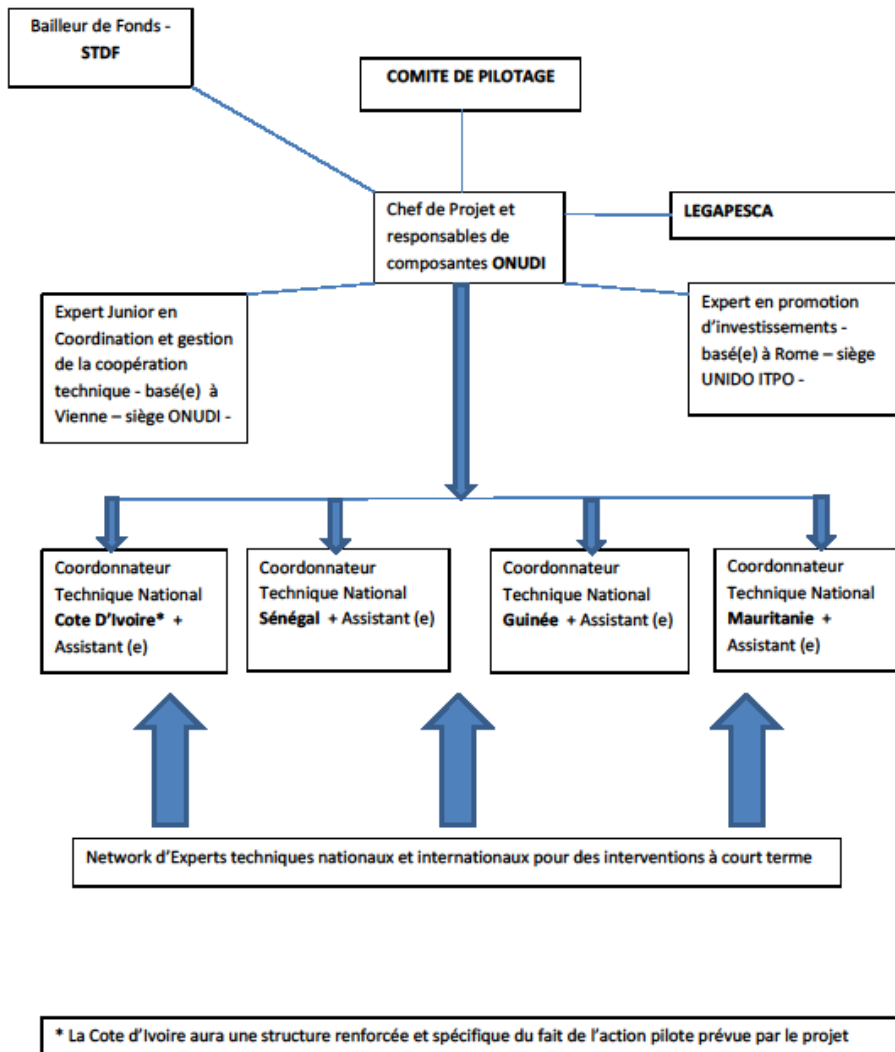 Bailleur de Fonds -
STDF
COMITE DE PILOTAGE
Chef de Projet et
responsables de
composantes ONUDI
LEGAPESCA
Expert Junior en
Coordination et gestion
de la coopération
technique - basé(e) à
Vienne – siège ONUDI -
Expert en promotion
d’investissements -
basé(e) à Rome – siège
UNIDO ITPO -
Coordonnateur
Technique National
Cote D’Ivoire* +
Assistant (e)
Coordonnateur
Technique National
Sénégal + Assistant (e)
Coordonnateur
Technique National
Guinée + Assistant (e)
Coordonnateur
Technique National
Mauritanie +
Assistant (e)
Network d’Experts techniques nationaux et internationaux pour des interventions à court terme
* La Cote d’Ivoire aura une structure renforcée et spécifique du fait de l’action pilote prévue par le projet